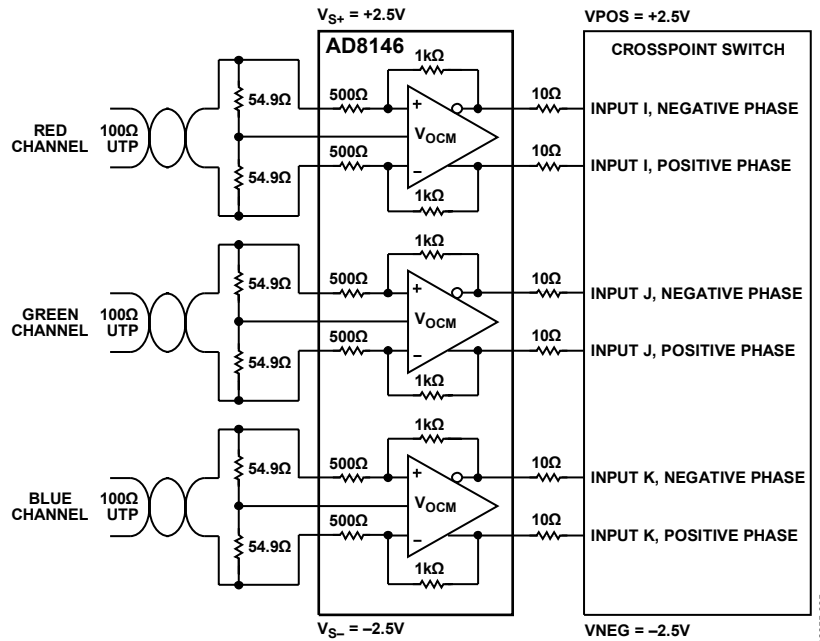 VS+ = +2.5V
VPOS = +2.5V
AD8146
CROSSPOINT SWITCH
1kΩ
500Ω
10Ω
54.9Ω
+
INPUT I, NEGATIVE PHASE
RED CHANNEL
100Ω UTP
VOCM
500Ω
10Ω
54.9Ω
–
INPUT I, POSITIVE PHASE
1kΩ
1kΩ
500Ω
10Ω
54.9Ω
+
INPUT J, NEGATIVE PHASE
GREEN CHANNEL
100Ω UTP
VOCM
500Ω
10Ω
54.9Ω
–
INPUT J, POSITIVE PHASE
1kΩ
1kΩ
500Ω
10Ω
54.9Ω
+
INPUT K, NEGATIVE PHASE
BLUE CHANNEL
100Ω UTP
VOCM
500Ω
10Ω
54.9Ω
–
INPUT K, POSITIVE PHASE
1kΩ
VS– = –2.5V
VNEG = –2.5V